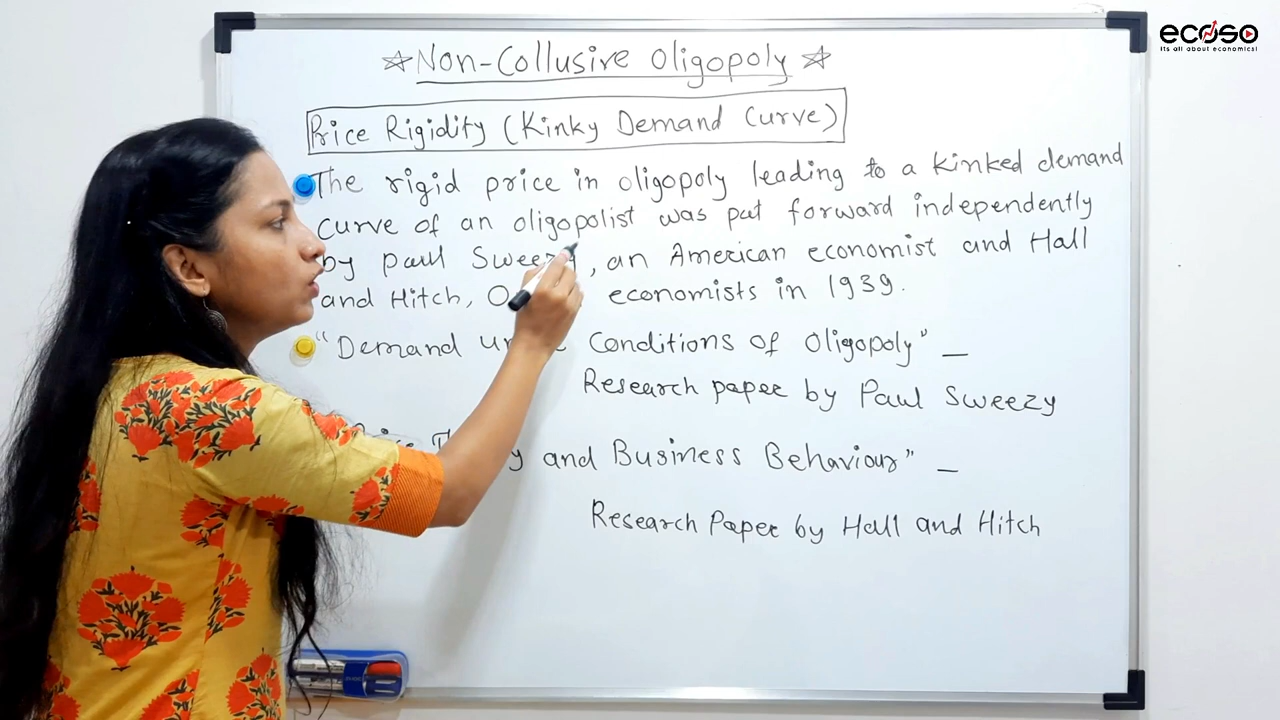 ecoso
its all about economics!
☆ Non-Collusive Oligopoly ☆
Price Rigidity (Kinky Demand Curve)
The rigid price in oligopoly leading to a kinked demand
curve of an oligopolist was put forward independently
by Paul Sweezy, an American economist and Hall
and Hitch, economists in 1939.
"Demand Conditions of Oligopoly" –
Research paper by Paul Sweezy
and Business Behaviour" –
Research Paper by Hall and Hitch